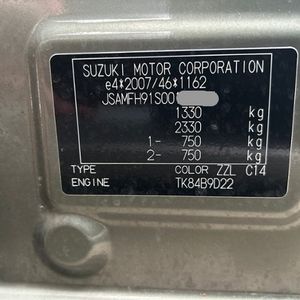 SUZUKI MOTOR CORPORATION
e4*2007/46*1162
JSAMFH91S00
1330 kg
2330 kg
1- 750 kg
2- 750 kg
TYPE COLOR ZZL C14
ENGINE TK84B9D22